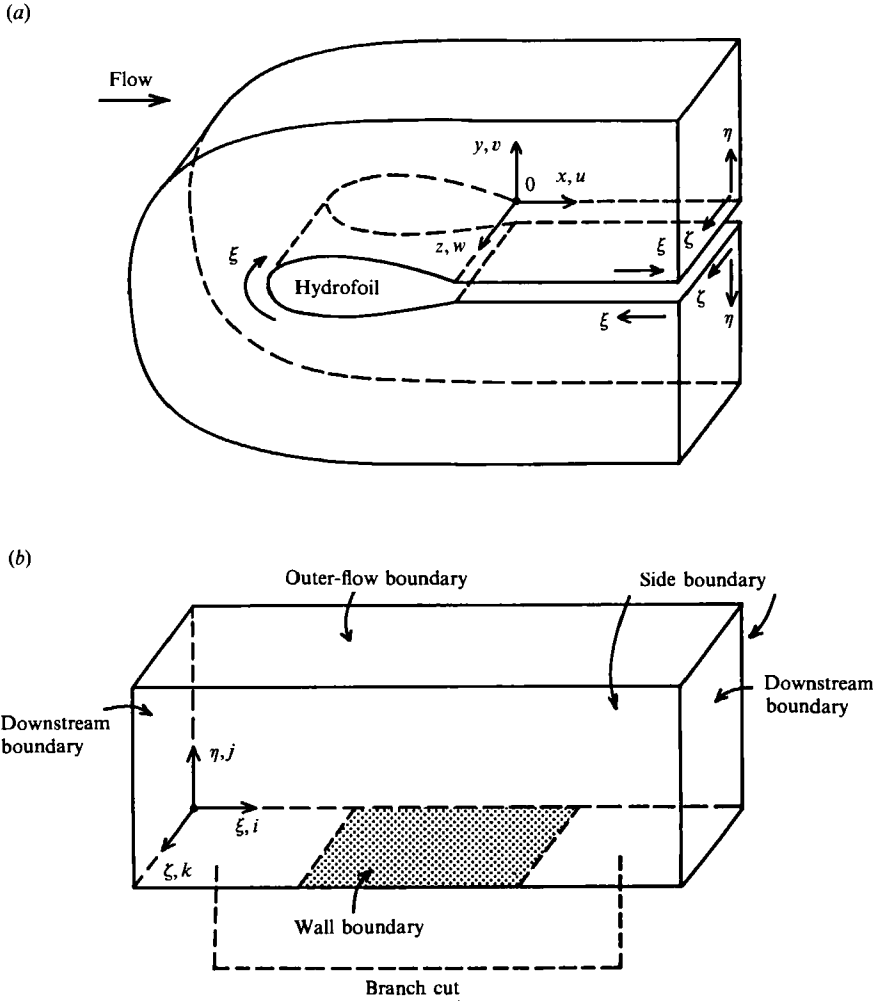 (a)
Flow
η
y, v
0
x, u
z, w
ξ
ζ
ξ
Hydrofoil
ζ
ξ
η
(b)
Outer-flow boundary
Side boundary
Downstream
boundary
Downstream
boundary
η, j
ξ, i
ζ, k
Wall boundary
Branch cut